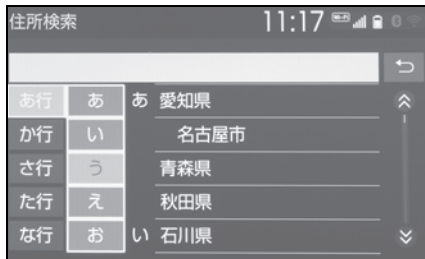 住所検索 11:17 Wi-Fi
あ行 あ あ 愛知県
か行 い 名古屋市
さ行 う 青森県
た行 え 秋田県
な行 お い 石川県